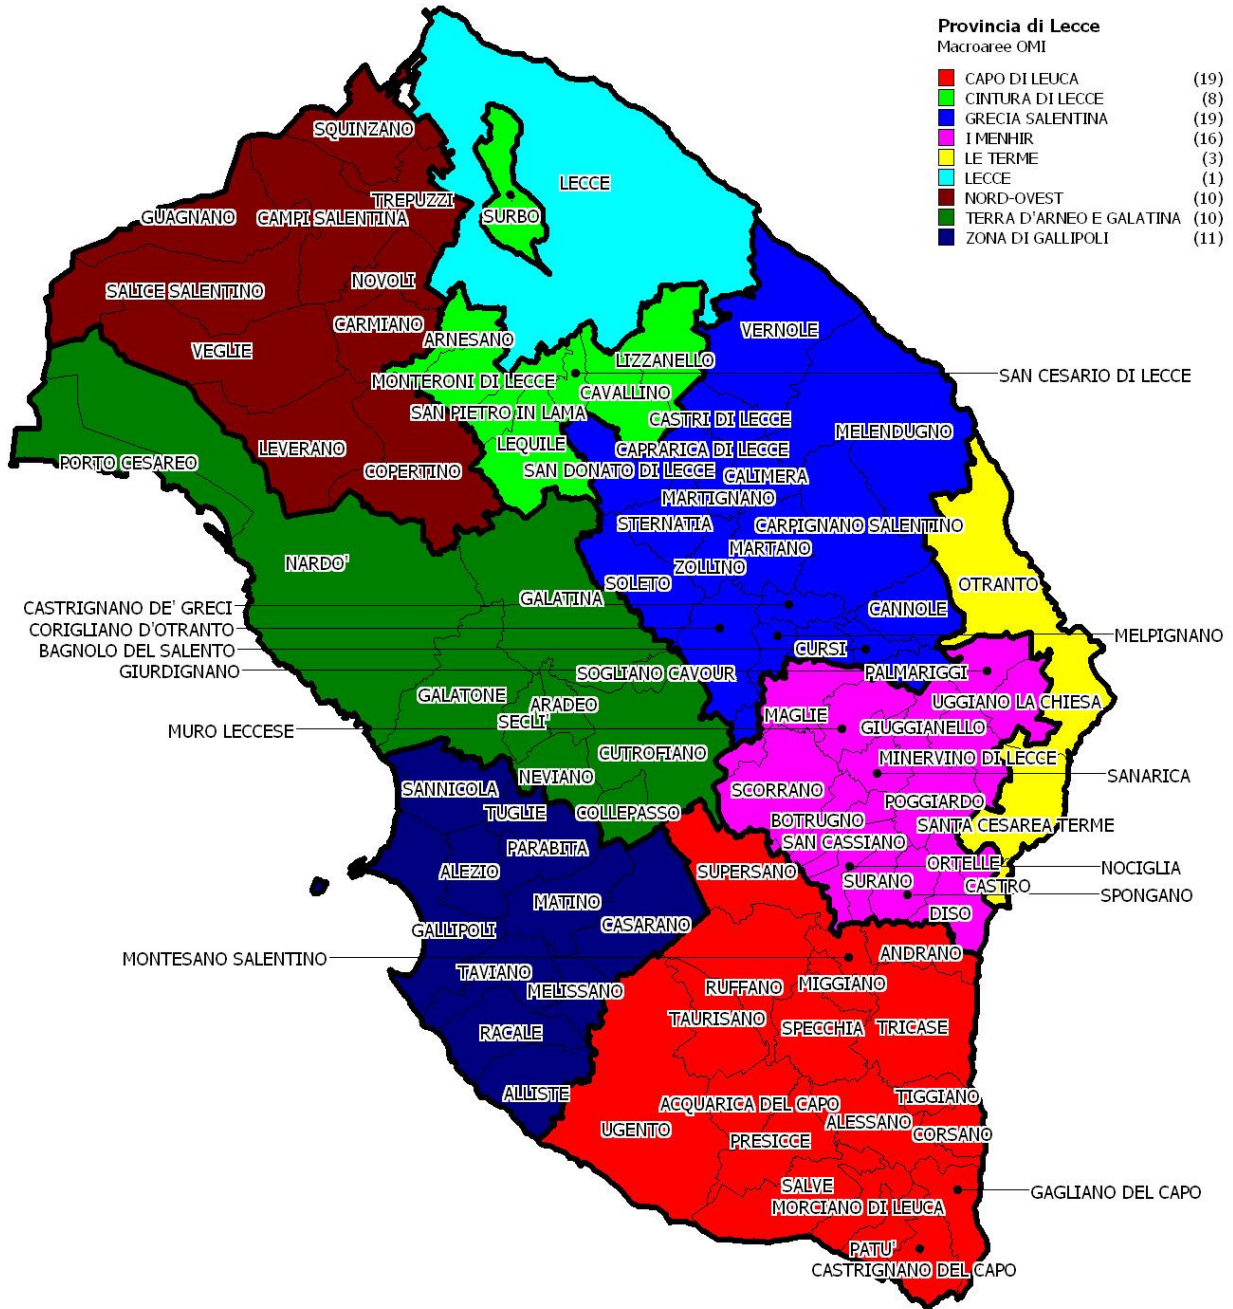 Provincia di Lecce
Macroaree OMI
CAPO DI LEUCA (19)
CINTURA DI LECCE (8)
GRECIA SALENTINA (19)
I MENHIR (16)
LE TERME (3)
LECCE (1)
NORD-OVEST (10)
TERRA D'ARNEO E GALATINA (10)
ZONA DI GALLIPOLI (11)
SQUINZANO
LECCE
TREPUZZI
GUAGNANO
CAMPI SALENTINA
SURBO
NOVOLI
SALICE SALENTINO
CARMIANO
VERNOLE
ARNESANO
VEGLIE
LIZZANELLO
SAN CESARIO DI LECCE
MONTERONI DI LECCE
CAVALLINO
SAN PIETRO IN LAMA
CASTRI DI LECCE
MELENDUGNO
LEQUILE
LEVERANO
CAPRARICA DI LECCE
PORTO CESAREO
COPERTINO
SAN DONATO DI LECCE
CALIMERA
MARTIGNANO
STERNATIA
CARPIGNANO SALENTINO
MARTANO
NARDO'
ZOLLINO
SOLETO
OTRANTO
GALATINA
CASTRIGNANO DE' GRECI
CANNOLE
CORIGLIANO D'OTRANTO
MELPIGNANO
BAGNOLO DEL SALENTO
CURSI
GIURDIGNANO
SOGLIANO CAVOUR
PALMARIGGI
GALATONE
UGGIANO LA CHIESA
ARADEO
SECLI'
MAGLIE
MURO LECCESE
GIUGGIANELLO
CUTROFIANO
MINERVINO DI LECCE
NEVIANO
SANARICA
SANNICOLA
SCORRANO
POGGIARDO
TUGLIE
COLLEPASSO
BOTRUGNO
SANTA CESAREA TERME
SAN CASSIANO
PARABITA
ORTELLE
NOCIGLIA
ALEZIO
SUPERSANO
SURANO
CASTRO
SPONGANO
MATINO
DISO
CASARANO
GALLIPOLI
ANDRANO
MONTESANO SALENTINO
TAVIANO
MIGGIANO
RUFFANO
MELISSANO
TAURISANO
SPECCHIA
TRICASE
RACALE
ALLISTE
TIGGIANO
ACQUARICA DEL CAPO
ALESSANO
UGENTO
CORSANO
PRESICCE
SALVE
GAGLIANO DEL CAPO
MORCIANO DI LEUCA
PATU'
CASTRIGNANO DEL CAPO